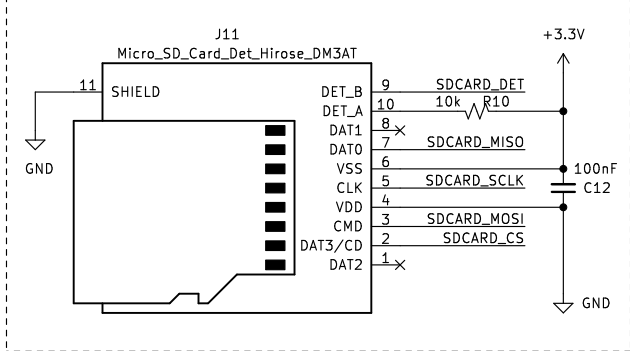 J11
Micro_SD_Card_Det_Hirose_DM3AT
+3.3V
11 SHIELD
GND
DET_B 9 SDCARD_DET
DET_A 10 10k R10
DAT1 8
DAT0 7 SDCARD_MISO
VSS 6
100nF
CLK 5 SDCARD_SCLK
C12
VDD 4
CMD 3 SDCARD_MOSI
DAT3/CD 2 SDCARD_CS
DAT2 1
GND